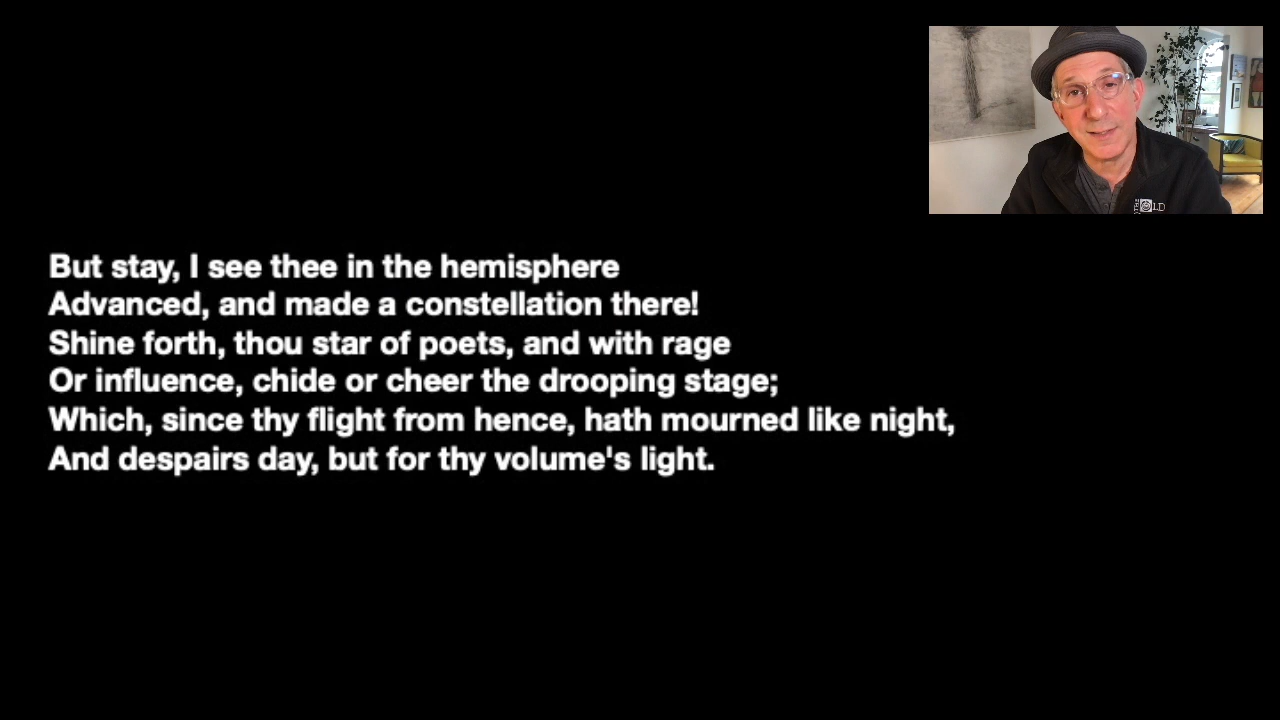 But stay, I see thee in the hemisphere
Advanced, and made a constellation there!
Shine forth, thou star of poets, and with rage
Or influence, chide or cheer the drooping stage;
Which, since thy flight from hence, hath mourned like night,
And despairs day, but for thy volume's light.